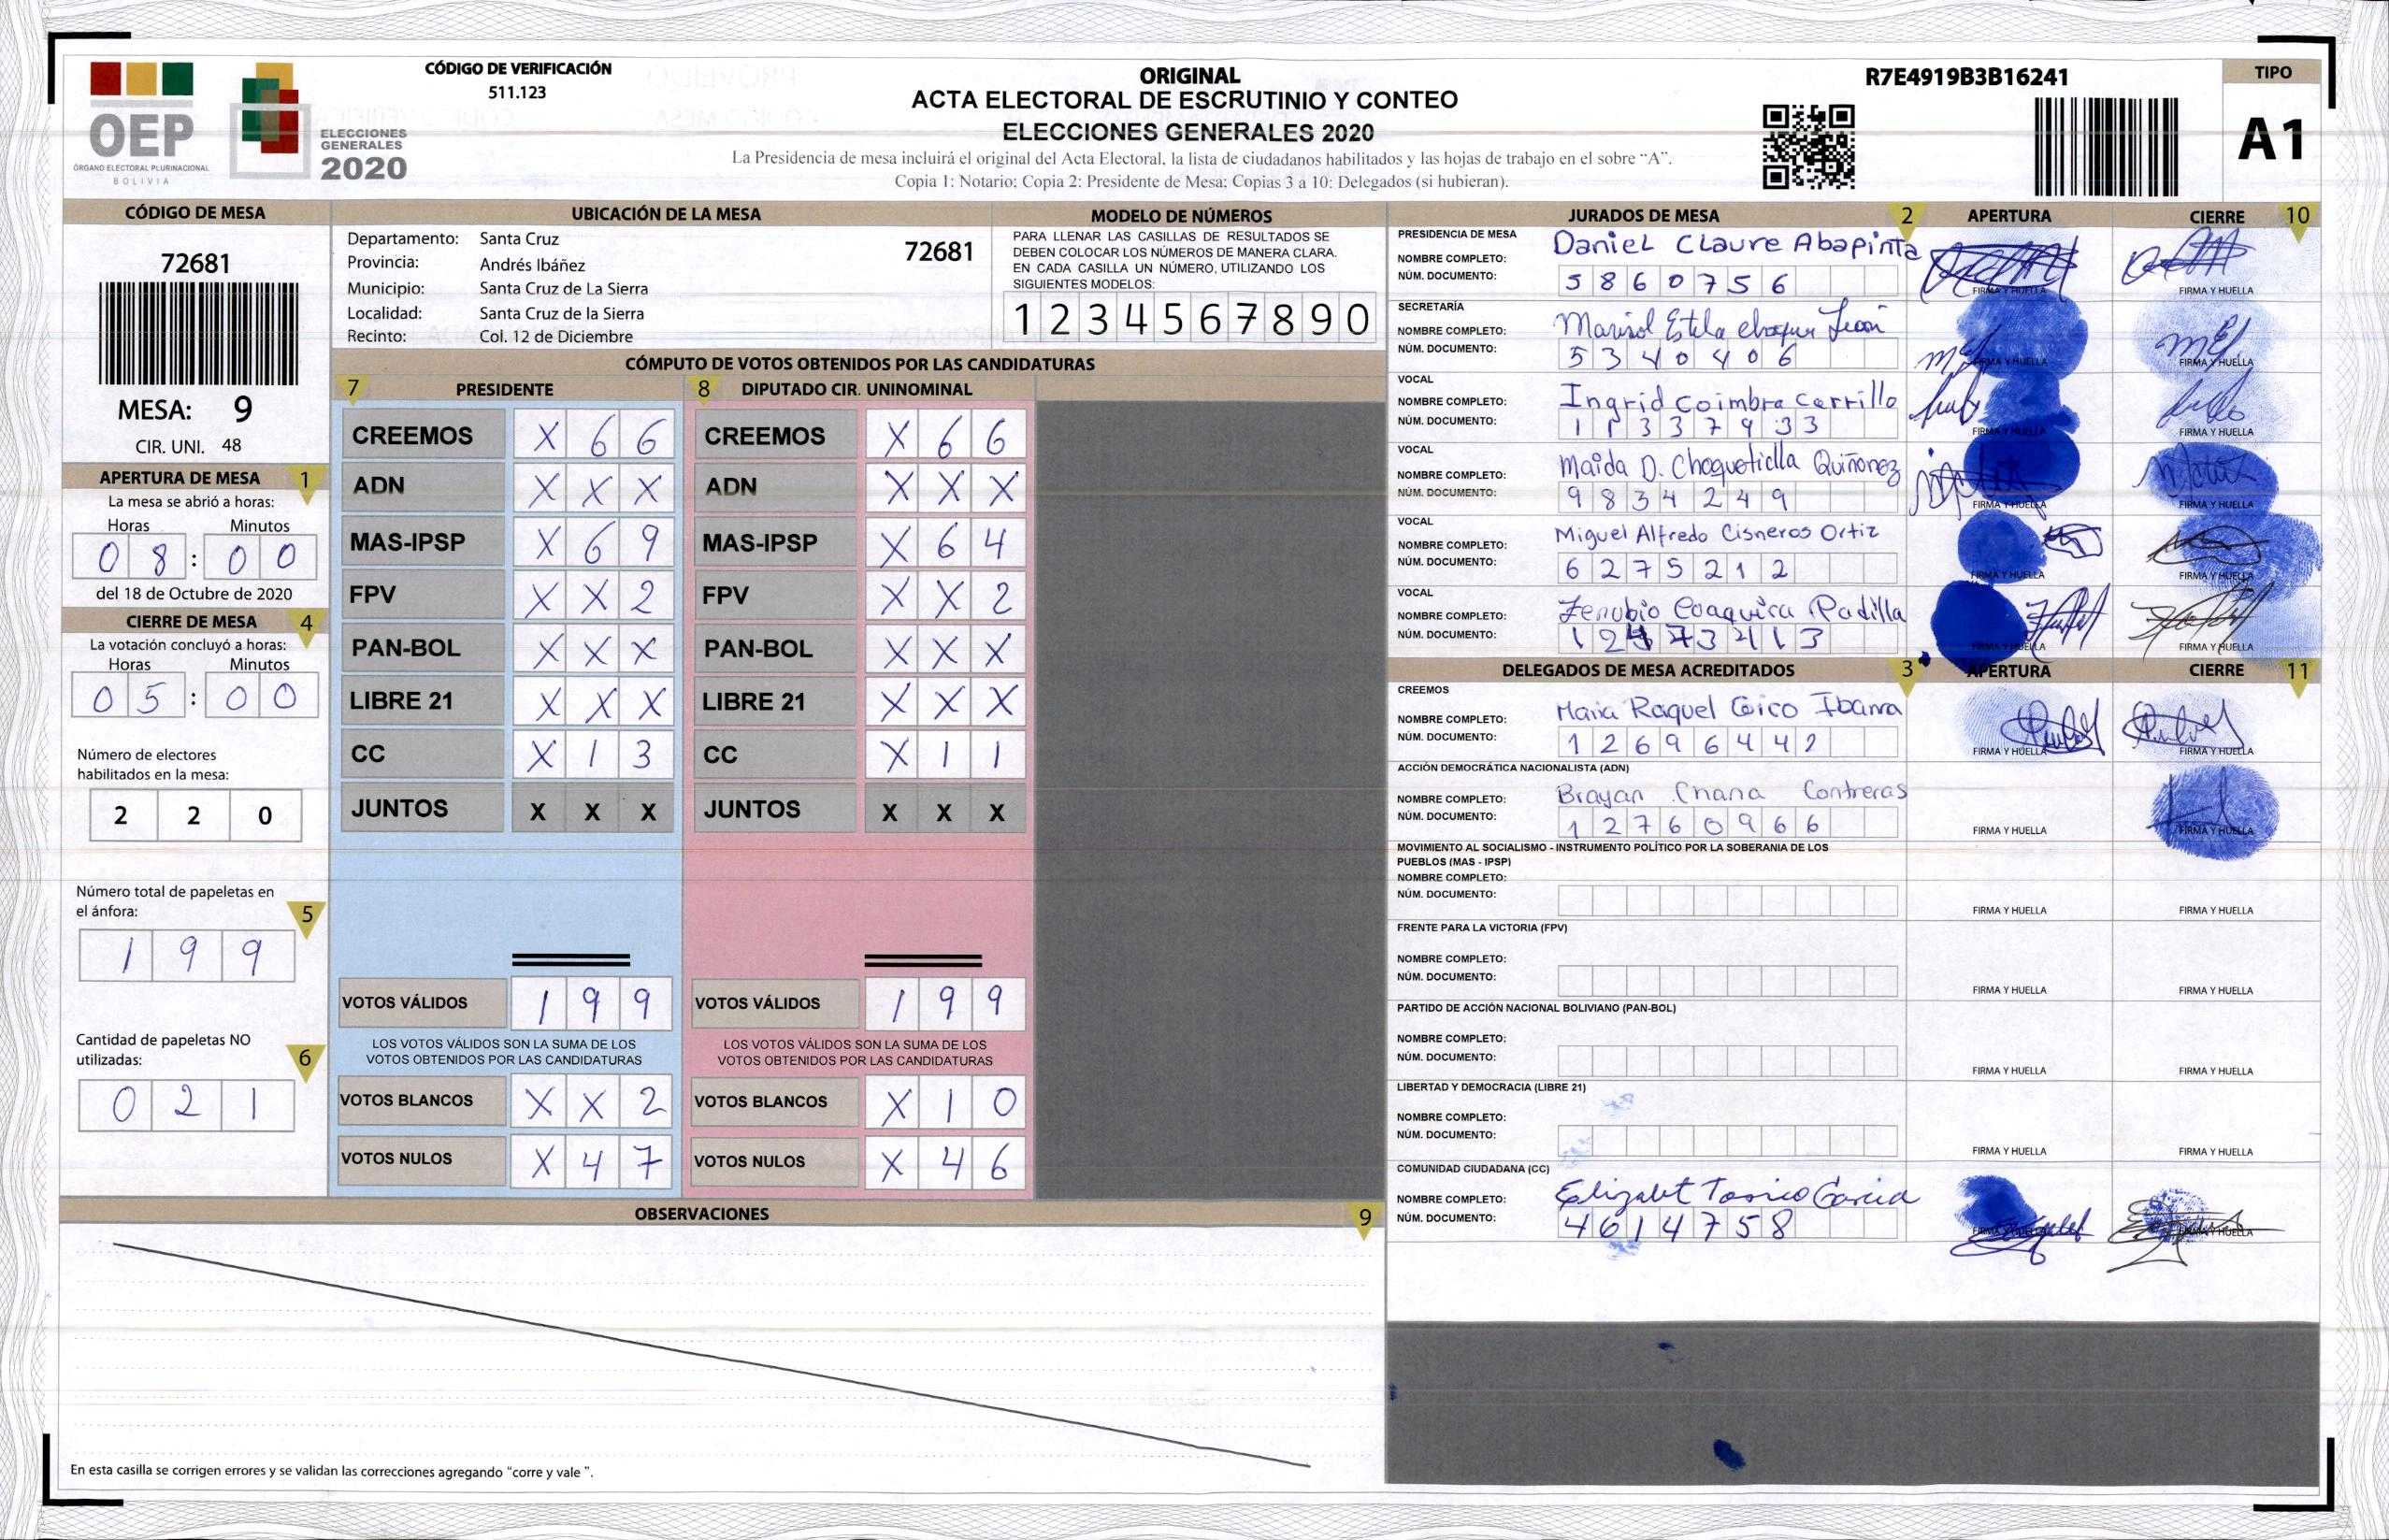 OEP
ÓRGANO ELECTORAL PLURINACIONAL
BOLIVIA
ELECCIONES
GENERALES
2020
CÓDIGO DE VERIFICACIÓN
511.123
ORIGINAL
ACTA ELECTORAL DE ESCRUTINIO Y CONTEO
ELECCIONES GENERALES 2020
La Presidencia de mesa incluirá el original del Acta Electoral, la lista de ciudadanos habilitados y las hojas de trabajo en el sobre “A”.
Copia 1: Notario; Copia 2: Presidente de Mesa; Copias 3 a 10: Delegados (si hubieran).
R7E4919B3B16241
TIPO
A1
CÓDIGO DE MESA
72681
MESA: 9
CIR. UNI. 48
APERTURA DE MESA 1
La mesa se abrió a horas:
Horas Minutos
0 8 : 0 0
del 18 de Octubre de 2020
CIERRE DE MESA 4
La votación concluyó a horas:
Horas Minutos
0 5 : 0 0
Número de electores
habilitados en la mesa:
2 2 0
Número total de papeletas en
el ánfora: 5
1 9 9
Cantidad de papeletas NO
utilizadas: 6
0 2 1
UBICACIÓN DE LA MESA
Departamento: Santa Cruz 72681
Provincia: Andrés Ibáñez
Municipio: Santa Cruz de La Sierra
Localidad: Santa Cruz de la Sierra
Recinto: Col. 12 de Diciembre
MODELO DE NÚMEROS
PARA LLENAR LAS CASILLAS DE RESULTADOS SE
DEBEN COLOCAR LOS NÚMEROS DE MANERA CLARA.
EN CADA CASILLA UN NÚMERO, UTILIZANDO LOS
SIGUIENTES MODELOS:
1 2 3 4 5 6 7 8 9 0
CÓMPUTO DE VOTOS OBTENIDOS POR LAS CANDIDATURAS
7 PRESIDENTE 8 DIPUTADO CIR. UNINOMINAL
CREEMOS X 6 6 CREEMOS X 6 6
ADN X X X ADN X X X
MAS-IPSP X 6 9 MAS-IPSP X 6 4
FPV X X 2 FPV X X 2
PAN-BOL X X X PAN-BOL X X X
LIBRE 21 X X X LIBRE 21 X X X
CC X 1 3 CC X 1 1
JUNTOS X X X JUNTOS X X X
VOTOS VÁLIDOS 1 9 9 VOTOS VÁLIDOS 1 9 9
LOS VOTOS VÁLIDOS SON LA SUMA DE LOS LOS VOTOS VÁLIDOS SON LA SUMA DE LOS
VOTOS OBTENIDOS POR LAS CANDIDATURAS VOTOS OBTENIDOS POR LAS CANDIDATURAS
VOTOS BLANCOS X X 2 VOTOS BLANCOS X 1 0
VOTOS NULOS X 4 7 VOTOS NULOS X 4 6
OBSERVACIONES 9
En esta casilla se corrigen errores y se validan las correcciones agregando “corre y vale ”.
JURADOS DE MESA 2 APERTURA CIERRE 10
PRESIDENCIA DE MESA
NOMBRE COMPLETO: Daniel Claure Abapinta
NÚM. DOCUMENTO: 5 8 6 0 7 5 6
FIRMA Y HUELLA FIRMA Y HUELLA
SECRETARÍA
NOMBRE COMPLETO: Marisol Estela
NÚM. DOCUMENTO: 5 3 4 0 4 0 6
FIRMA Y HUELLA FIRMA Y HUELLA
VOCAL
NOMBRE COMPLETO: Ingrid Coimbra Carrillo
NÚM. DOCUMENTO: 1 1 3 3 7 9 3 3
FIRMA Y HUELLA FIRMA Y HUELLA
VOCAL
NOMBRE COMPLETO: Maida D. Choqueticlla Quiñonez
NÚM. DOCUMENTO: 9 8 3 4 2 4 9
FIRMA Y HUELLA FIRMA Y HUELLA
VOCAL
NOMBRE COMPLETO: Miguel Alfredo Cisneros Ortiz
NÚM. DOCUMENTO: 6 2 7 5 2 1 2
FIRMA Y HUELLA FIRMA Y HUELLA
VOCAL
NOMBRE COMPLETO: Zenobio Coaquira Padilla
NÚM. DOCUMENTO:
FIRMA Y HUELLA FIRMA Y HUELLA
DELEGADOS DE MESA ACREDITADOS 3 APERTURA CIERRE 11
CREEMOS
NOMBRE COMPLETO: Maria Raquel Ibarra
NÚM. DOCUMENTO: 1 2 6 9 6 4 4 2
FIRMA Y HUELLA FIRMA Y HUELLA
ACCIÓN DEMOCRÁTICA NACIONALISTA (ADN)
NOMBRE COMPLETO: Brayan Chana Contreras
NÚM. DOCUMENTO: 1 2 7 6 0 9 6 6
FIRMA Y HUELLA FIRMA Y HUELLA
MOVIMIENTO AL SOCIALISMO - INSTRUMENTO POLÍTICO POR LA SOBERANIA DE LOS
PUEBLOS (MAS - IPSP)
NOMBRE COMPLETO:
NÚM. DOCUMENTO:
FIRMA Y HUELLA FIRMA Y HUELLA
FRENTE PARA LA VICTORIA (FPV)
NOMBRE COMPLETO:
NÚM. DOCUMENTO:
FIRMA Y HUELLA FIRMA Y HUELLA
PARTIDO DE ACCIÓN NACIONAL BOLIVIANO (PAN-BOL)
NOMBRE COMPLETO:
NÚM. DOCUMENTO:
FIRMA Y HUELLA FIRMA Y HUELLA
LIBERTAD Y DEMOCRACIA (LIBRE 21)
NOMBRE COMPLETO:
NÚM. DOCUMENTO:
FIRMA Y HUELLA FIRMA Y HUELLA
COMUNIDAD CIUDADANA (CC)
NOMBRE COMPLETO: Elizabet Torrico Garcia
NÚM. DOCUMENTO: 4 6 1 4 7 5 8
FIRMA Y HUELLA FIRMA Y HUELLA